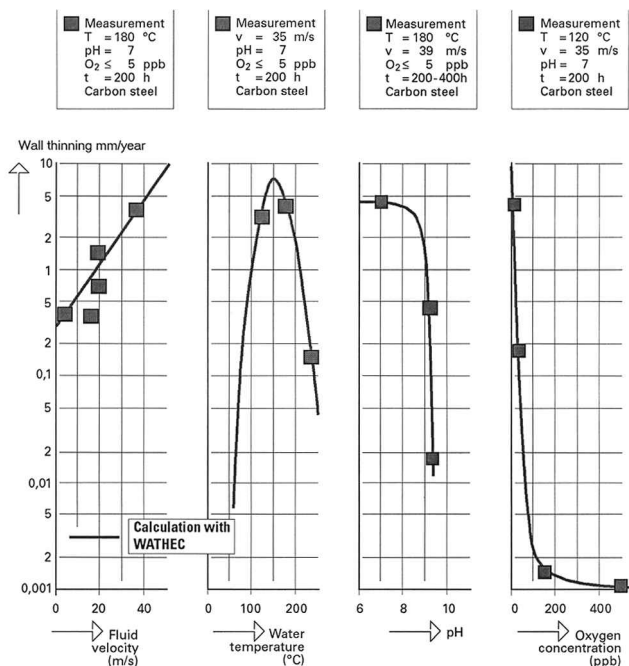 Measurement
T = 180 °C
pH = 7
O₂ ≤ 5 ppb
t = 200 h
Carbon steel
Measurement
v = 35 m/s
pH = 7
O₂ ≤ 5 ppb
t = 200 h
Carbon steel
Measurement
T = 180 °C
v = 39 m/s
O₂ ≤ 5 ppb
t = 200-400h
Carbon steel
Measurement
T = 120 °C
v = 35 m/s
pH = 7
t = 200 h
Carbon steel
Wall thinning mm/year
10
5
2
1
5
2
0,1
5
2
0,01
5
2
0,001
Calculation with
WATHEC
0 20 40
0 100 200
6 8 10
0 200 400
Fluid
velocity
(m/s)
Water
temperature
(°C)
pH
Oxygen
concentration
(ppb)